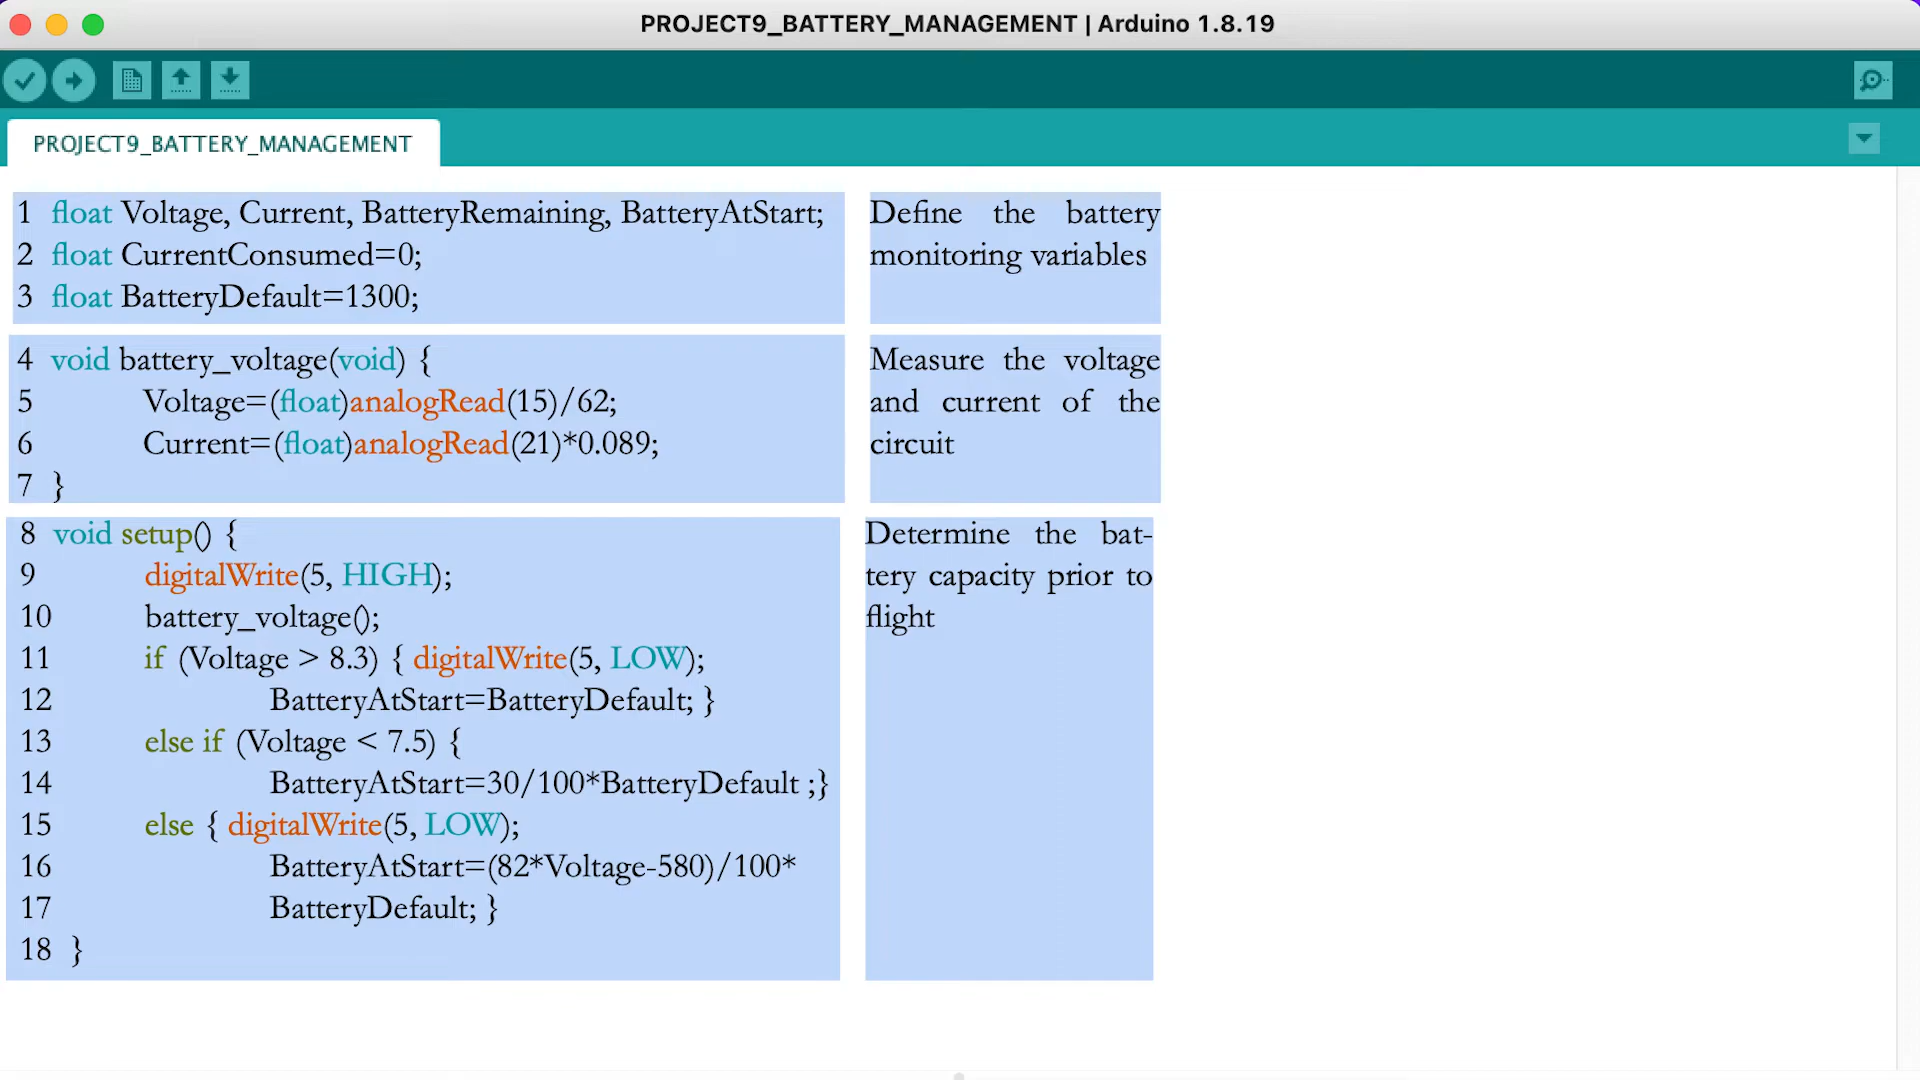 PROJECT9_BATTERY_MANAGEMENT | Arduino 1.8.19
PROJECT9_BATTERY_MANAGEMENT
1 float Voltage, Current, BatteryRemaining, BatteryAtStart;
2 float CurrentConsumed=0;
3 float BatteryDefault=1300;
Define the battery
monitoring variables
4 void battery_voltage(void) {
5 Voltage=(float)analogRead(15)/62;
6 Current=(float)analogRead(21)*0.089;
7 }
Measure the voltage
and current of the
circuit
8 void setup() {
9 digitalWrite(5, HIGH);
10 battery_voltage();
11 if (Voltage > 8.3) { digitalWrite(5, LOW);
12 BatteryAtStart=BatteryDefault; }
13 else if (Voltage < 7.5) {
14 BatteryAtStart=30/100*BatteryDefault ;}
15 else { digitalWrite(5, LOW);
16 BatteryAtStart=(82*Voltage-580)/100*
17 BatteryDefault; }
18 }
Determine the bat-
tery capacity prior to
flight